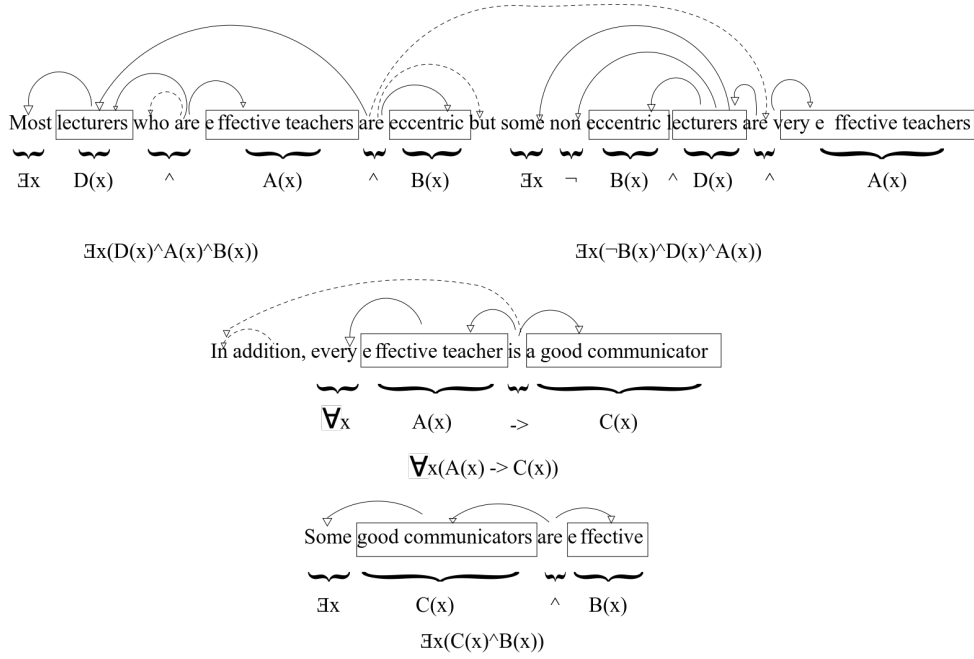 Most lecturers who are e ffective teachers are eccentric but some non eccentric lecturers are very e ffective teachers
∃x D(x) ^ A(x) ^ B(x) ∃x ¬ B(x) ^ D(x) ^ A(x)
∃x(D(x)^A(x)^B(x)) ∃x(¬B(x)^D(x)^A(x))
In addition, every e ffective teacher is a good communicator
∀x A(x) -> C(x)
∀x(A(x) -> C(x))
Some good communicators are e ffective
∃x C(x) ^ B(x)
∃x(C(x)^B(x))